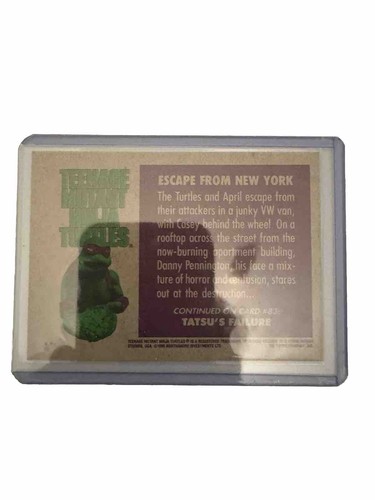 TEENAGE
MUTANT
NINJA
TURTLES
ESCAPE FROM NEW YORK
The Turtles and April escape from
their attackers in a junky VW van,
with Casey behind the wheel. On a
rooftop across the street from the
now-burning apartment building,
Danny Pennington, his face a mix-
ture of horror and confusion, stares
out at the destruction...
CONTINUED ON CARD #83:
TATSU'S FAILURE